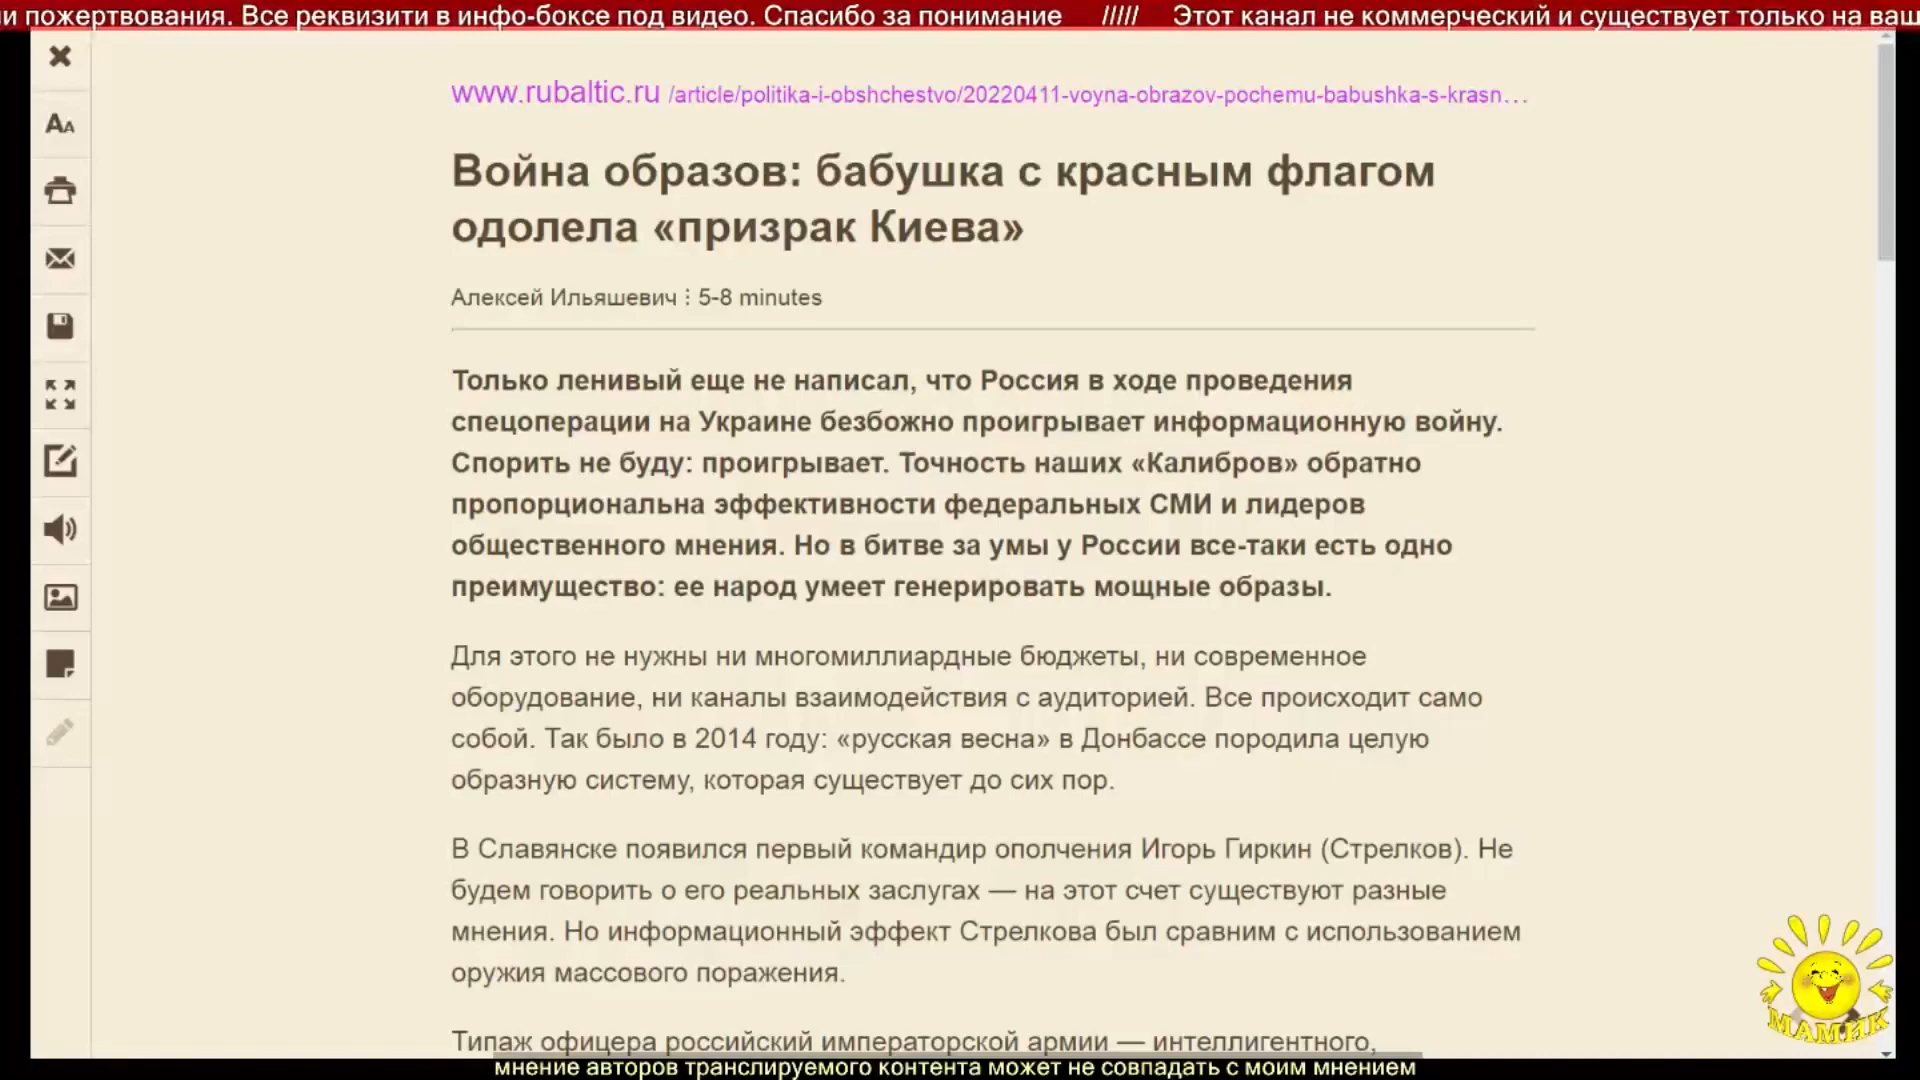 и пожертвования. Все реквизити в инфо-боксе под видео. Спасибо за понимание ///// Этот канал не коммерческий и существует только на ваш
www.rubaltic.ru /article/politika-i-obshchestvo/20220411-voyna-obrazov-pochemu-babushka-s-krasn…
Война образов: бабушка с красным флагом
одолела «призрак Киева»
Алексей Ильяшевич ⋮ 5-8 minutes
Только ленивый еще не написал, что Россия в ходе проведения
спецоперации на Украине безбожно проигрывает информационную войну.
Спорить не буду: проигрывает. Точность наших «Калибров» обратно
пропорциональна эффективности федеральных СМИ и лидеров
общественного мнения. Но в битве за умы у России все-таки есть одно
преимущество: ее народ умеет генерировать мощные образы.
Для этого не нужны ни многомиллиардные бюджеты, ни современное
оборудование, ни каналы взаимодействия с аудиторией. Все происходит само
собой. Так было в 2014 году: «русская весна» в Донбассе породила целую
образную систему, которая существует до сих пор.
В Славянске появился первый командир ополчения Игорь Гиркин (Стрелков). Не
будем говорить о его реальных заслугах — на этот счет существуют разные
мнения. Но информационный эффект Стрелкова был сравним с использованием
оружия массового поражения.
Типаж офицера российский императорской армии — интеллигентного,
МАМИК
мнение авторов транслируемого контента может не совпадать с моим мнением